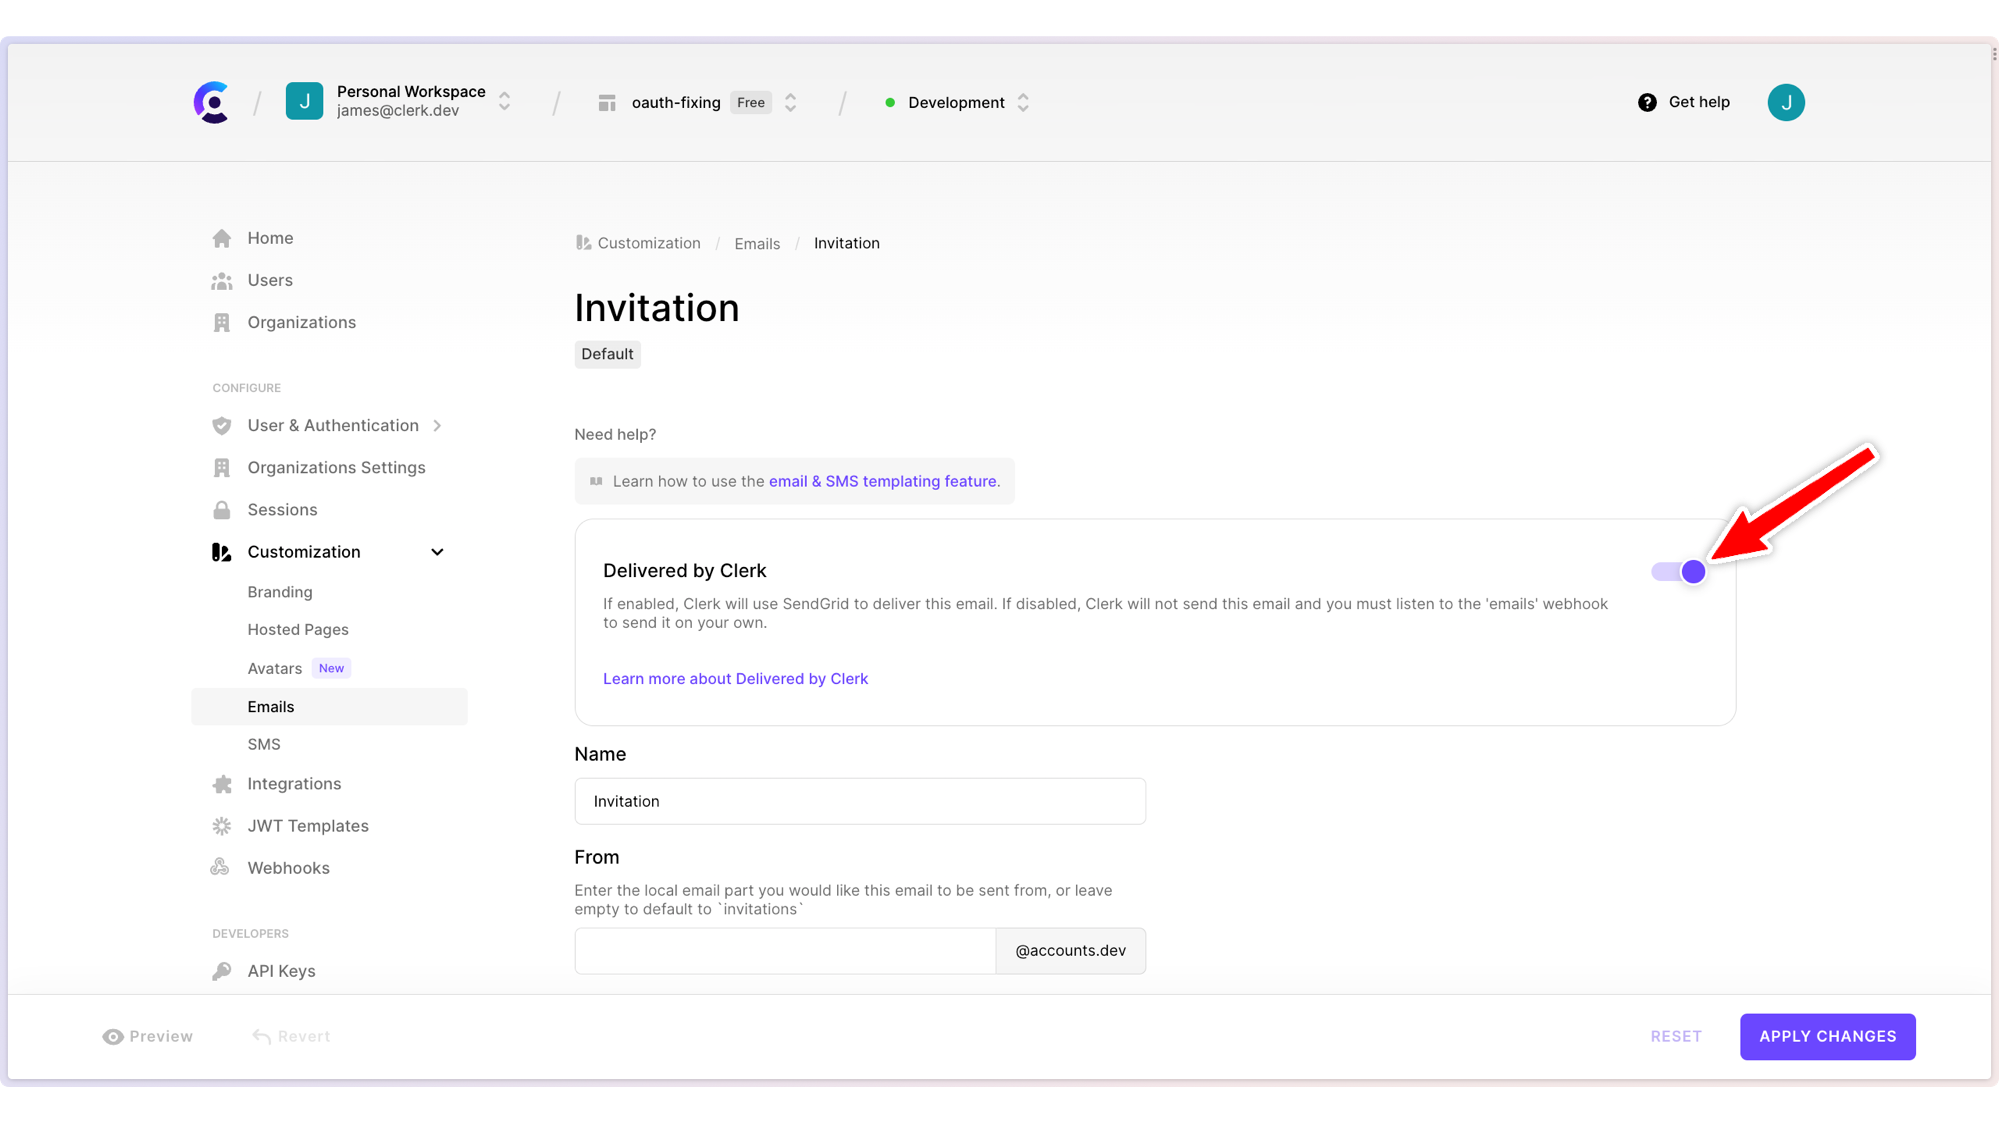 J
Personal Workspace
james@clerk.dev
oauth-fixing Free
Development
Get help
J
Home
Users
Organizations
CONFIGURE
User & Authentication
Organizations Settings
Sessions
Customization
Branding
Hosted Pages
Avatars New
Emails
SMS
Integrations
JWT Templates
Webhooks
DEVELOPERS
API Keys
Customization / Emails / Invitation
Invitation
Default
Need help?
Learn how to use the email & SMS templating feature.
Delivered by Clerk
If enabled, Clerk will use SendGrid to deliver this email. If disabled, Clerk will not send this email and you must listen to the 'emails' webhook
to send it on your own.
Learn more about Delivered by Clerk
Name
Invitation
From
Enter the local email part you would like this email to be sent from, or leave
empty to default to `invitations`
@accounts.dev
Preview
Revert
RESET
APPLY CHANGES